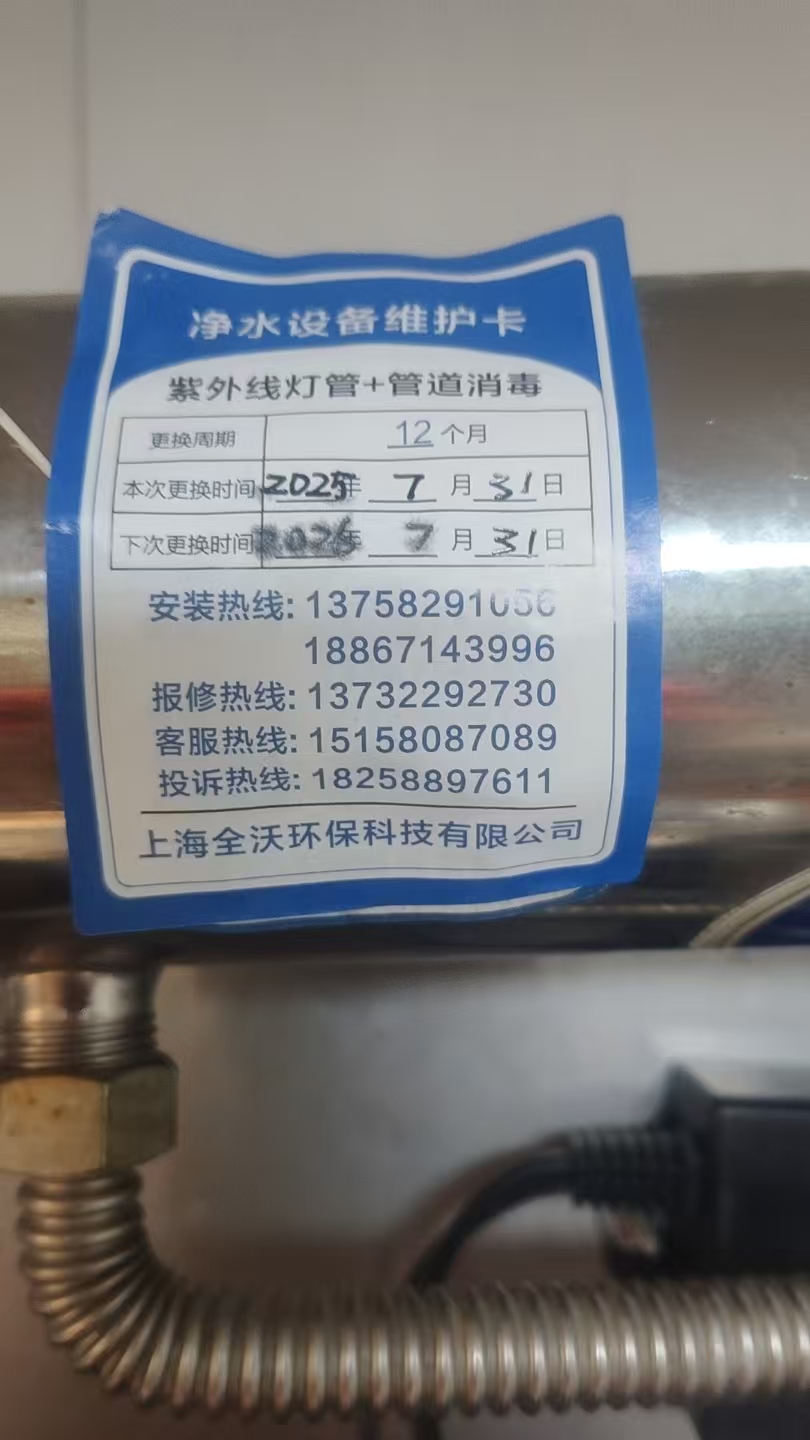 净水设备维护卡
紫外线灯管+管道消毒
更换周期 12个月
本次更换时间 2025年 7 月 31 日
下次更换时间 2026年 7 月 31 日
安装热线: 13758291056
18867143996
报修热线: 13732292730
客服热线: 15158087089
投诉热线: 18258897611
上海全沃环保科技有限公司